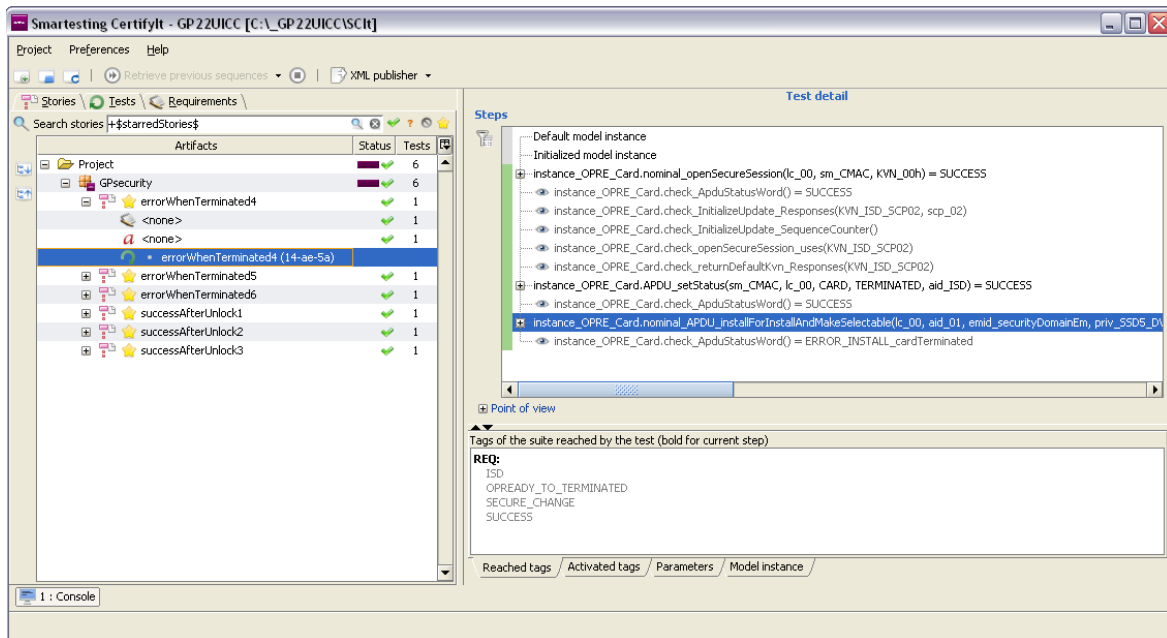 Smartesting CertifyIt - GP22UICC [C:\_GP22UICC\SCIt]
Project Preferences Help
Retrieve previous sequences XML publisher
Stories \ Tests \ Requirements \
Search stories +$starredStories$
Artifacts Status Tests
Project 6
GPsecurity 6
errorWhenTerminated4 1
<none> 1
a <none> 1
errorWhenTerminated4 (14-ae-5a)
errorWhenTerminated5 1
errorWhenTerminated6 1
successAfterUnlock1 1
successAfterUnlock2 1
successAfterUnlock3 1
Test detail
Steps
Default model instance
Initialized model instance
instance_OPRE_Card.nominal_openSecureSession(lc_00, sm_CMAC, KVN_00h) = SUCCESS
instance_OPRE_Card.check_ApduStatusWord() = SUCCESS
instance_OPRE_Card.check_InitializeUpdate_Responses(KVN_ISD_SCP02, scp_02)
instance_OPRE_Card.check_InitializeUpdate_SequenceCounter()
instance_OPRE_Card.check_openSecureSession_uses(KVN_ISD_SCP02)
instance_OPRE_Card.check_returnDefaultKvn_Responses(KVN_ISD_SCP02)
instance_OPRE_Card.APDU_setStatus(sm_CMAC, lc_00, CARD, TERMINATED, aid_ISD) = SUCCESS
instance_OPRE_Card.check_ApduStatusWord() = SUCCESS
instance_OPRE_Card.nominal_APDU_installForInstallAndMakeSelectable(lc_00, aid_01, emid_securityDomainEm, priv_SSD5_D
instance_OPRE_Card.check_ApduStatusWord() = ERROR_INSTALL_cardTerminated
Point of view
Tags of the suite reached by the test (bold for current step)
REQ:
ISD
OPREADY_TO_TERMINATED
SECURE_CHANGE
SUCCESS
Reached tags / Activated tags / Parameters / Model instance /
1 : Console